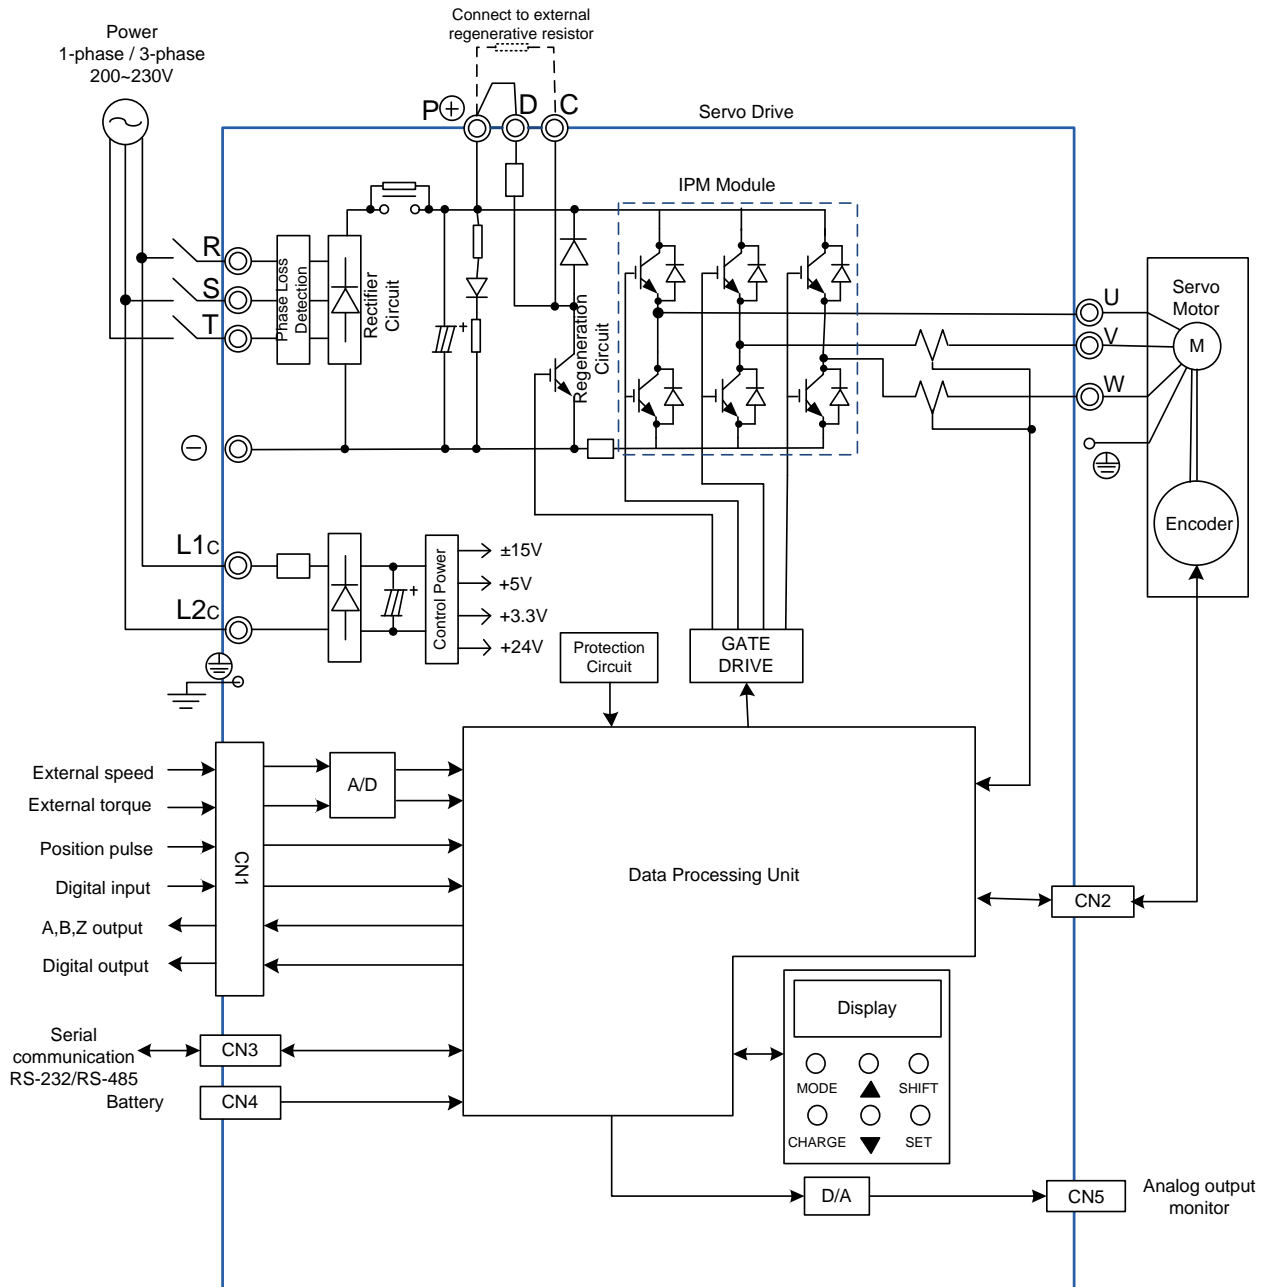 Connect to external
regenerative resistor
Power
1-phase / 3-phase
200~230V
P
D
C
Servo Drive
IPM Module
R
S
T
Phase Loss
Detection
Rectifier
Circuit
+
Regeneration
Circuit
U
V
W
Servo
Motor
M
Encoder
L1C
L2C
+
Control Power
±15V
+5V
+3.3V
+24V
Protection
Circuit
GATE
DRIVE
External speed
External torque
Position pulse
Digital input
A,B,Z output
Digital output
CN1
A/D
Data Processing Unit
CN2
Serial
communication
RS-232/RS-485
CN3
Battery
CN4
Display
MODE
SHIFT
CHARGE
SET
D/A
CN5
Analog output
monitor